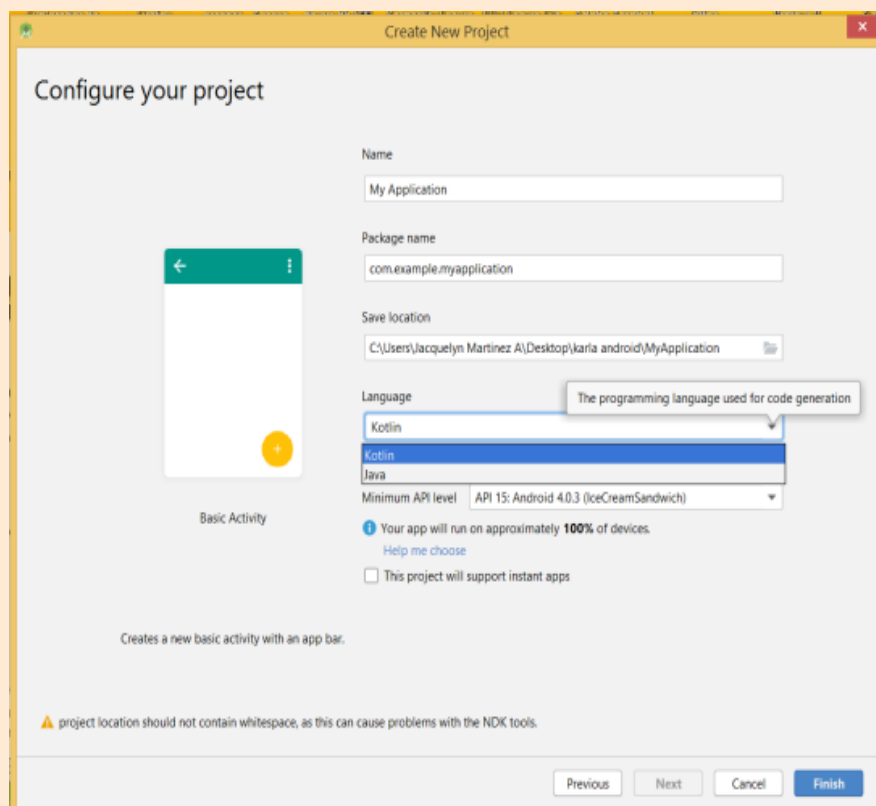 Create New Project
Configure your project
Name
My Application
Package name
com.example.myapplication
Save location
C:\Users\Jacquelyn Martinez A\Desktop\karla android\MyApplication
Language
The programming language used for code generation
Kotlin
Kotlin
Java
Minimum API level API 15: Android 4.0.3 (IceCreamSandwich)
Basic Activity
Your app will run on approximately 100% of devices.
Help me choose
This project will support instant apps
Creates a new basic activity with an app bar.
project location should not contain whitespace, as this can cause problems with the NDK tools.
Previous Next Cancel Finish